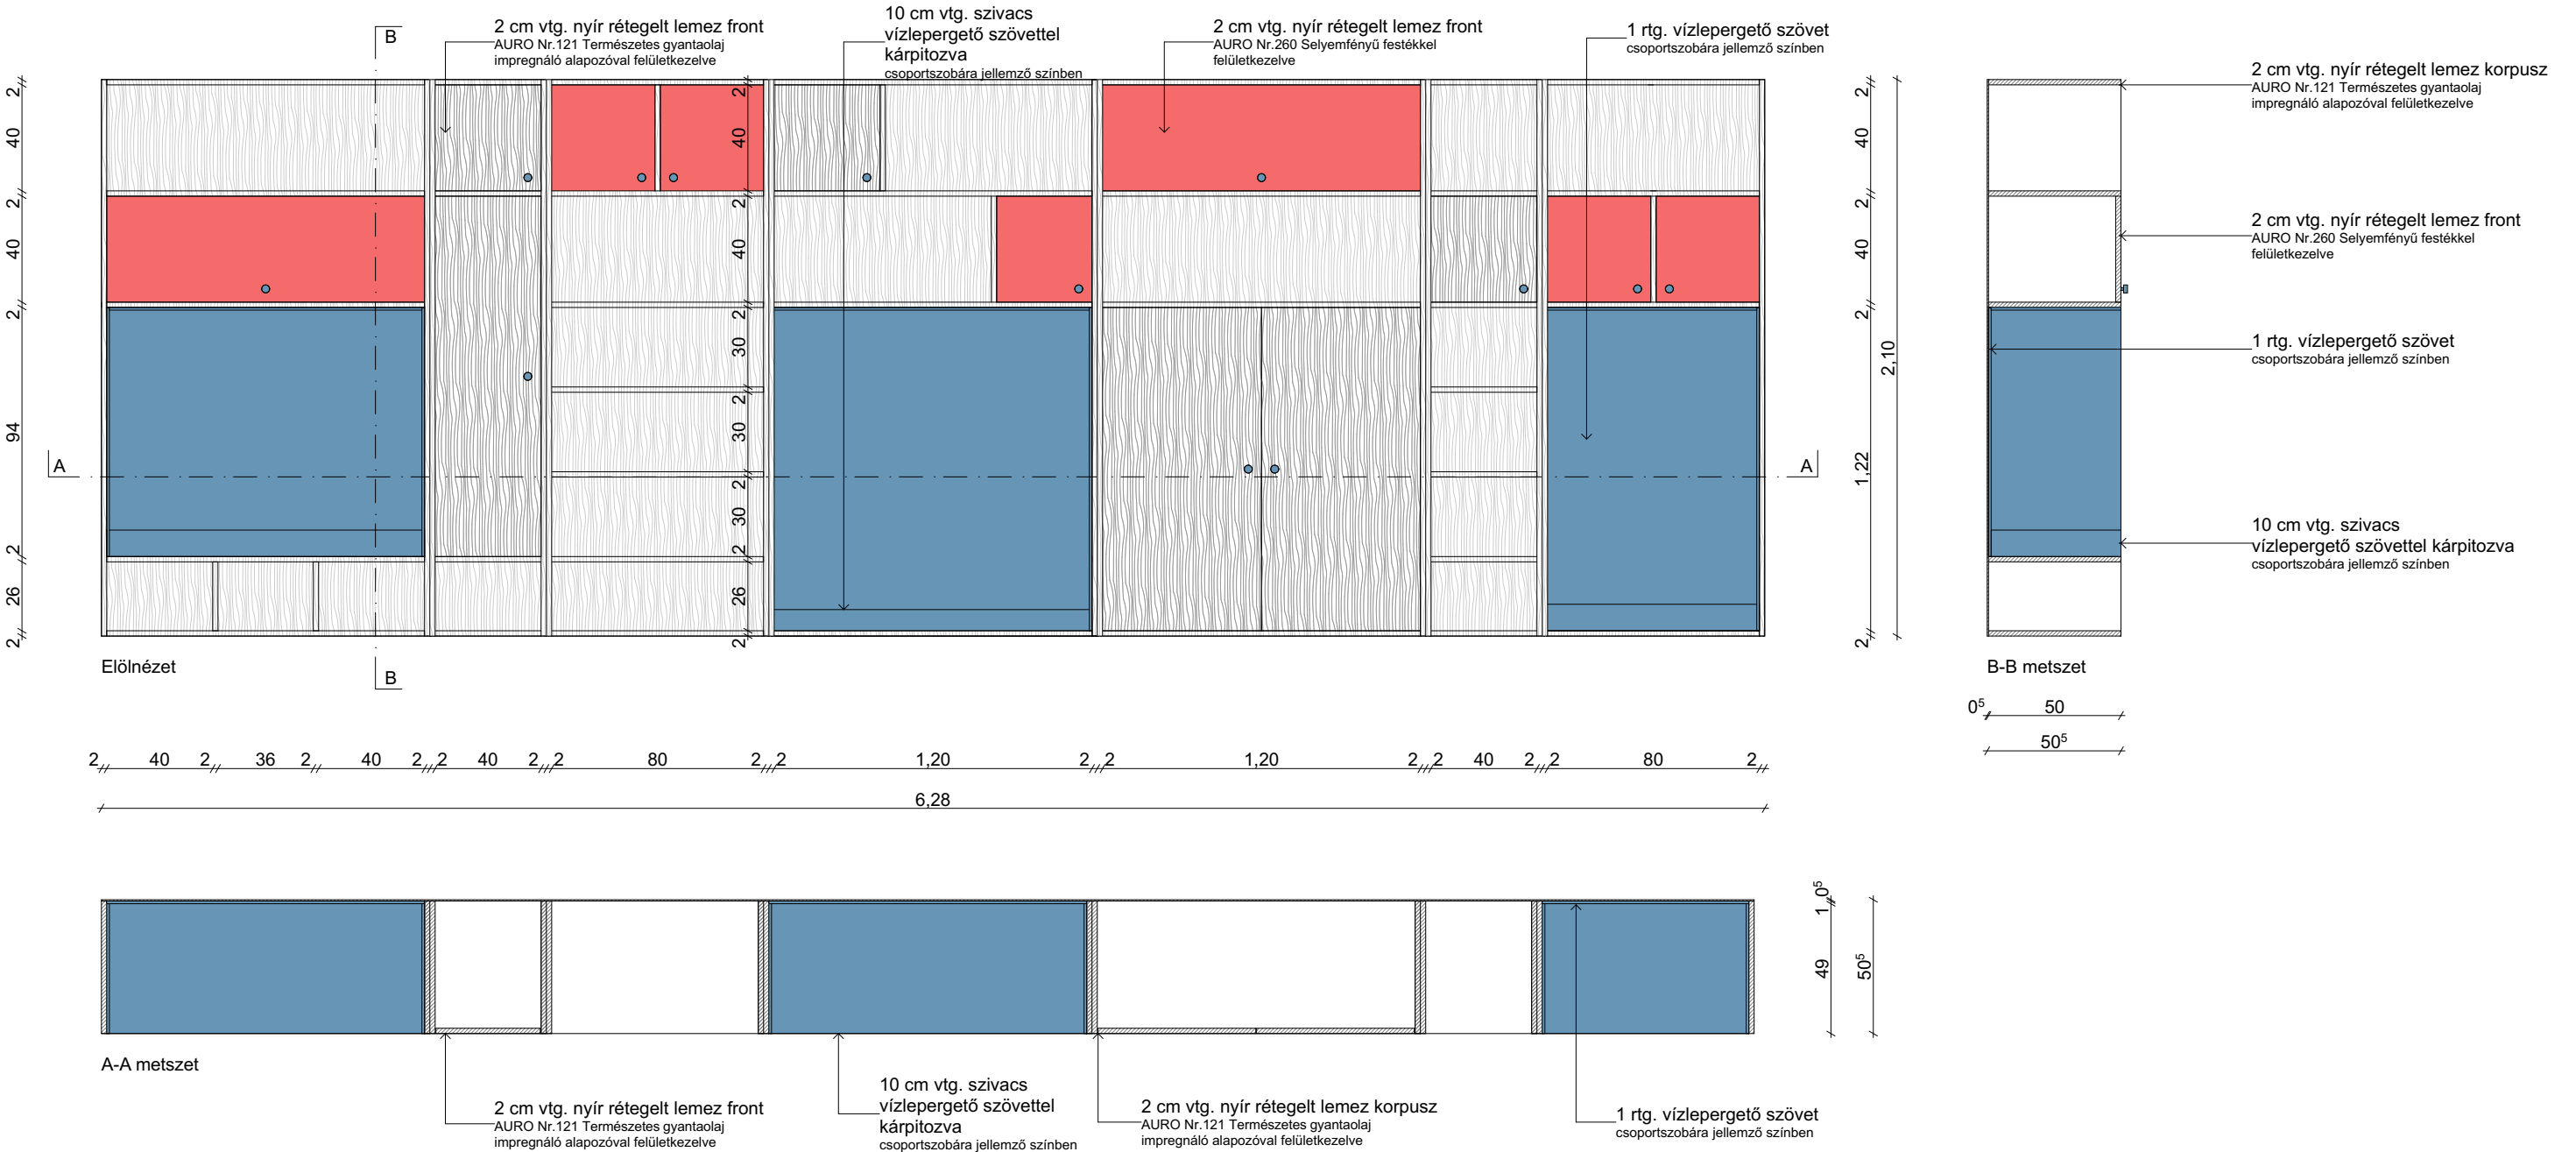 B
2 cm vtg. nyír rétegelt lemez front
AURO Nr.121 Természetes gyantaolaj
impregnáló alapozóval felületkezelve
10 cm vtg. szivacs
vízlepergető szövettel
kárpitozva
csoportszobára jellemző színben
2 cm vtg. nyír rétegelt lemez front
AURO Nr.260 Selyemfényű festékkel
felületkezelve
1 rtg. vízlepergető szövet
csoportszobára jellemző színben
2 cm vtg. nyír rétegelt lemez korpusz
AURO Nr.121 Természetes gyantaolaj
impregnáló alapozóval felületkezelve
2 cm vtg. nyír rétegelt lemez front
AURO Nr.260 Selyemfényű festékkel
felületkezelve
1 rtg. vízlepergető szövet
csoportszobára jellemző színben
10 cm vtg. szivacs
vízlepergető szövettel kárpitozva
csoportszobára jellemző színben
2
40
2
40
2
94
2
26
2
2
40
2
40
2
30
2
30
2
30
2
26
2
2
40
2
40
2
1,22
2
2,10
A
A
Elölnézet
B
B-B metszet
0⁵ 50
50⁵
2 40 2 36 2 40 2 2 40 2 2 80 2 2 1,20 2 2 1,20 2 2 40 2 2 80 2
6,28
0⁵
1
49
50⁵
A-A metszet
2 cm vtg. nyír rétegelt lemez front
AURO Nr.121 Természetes gyantaolaj
impregnáló alapozóval felületkezelve
10 cm vtg. szivacs
vízlepergető szövettel
kárpitozva
csoportszobára jellemző színben
2 cm vtg. nyír rétegelt lemez korpusz
AURO Nr.121 Természetes gyantaolaj
impregnáló alapozóval felületkezelve
1 rtg. vízlepergető szövet
csoportszobára jellemző színben